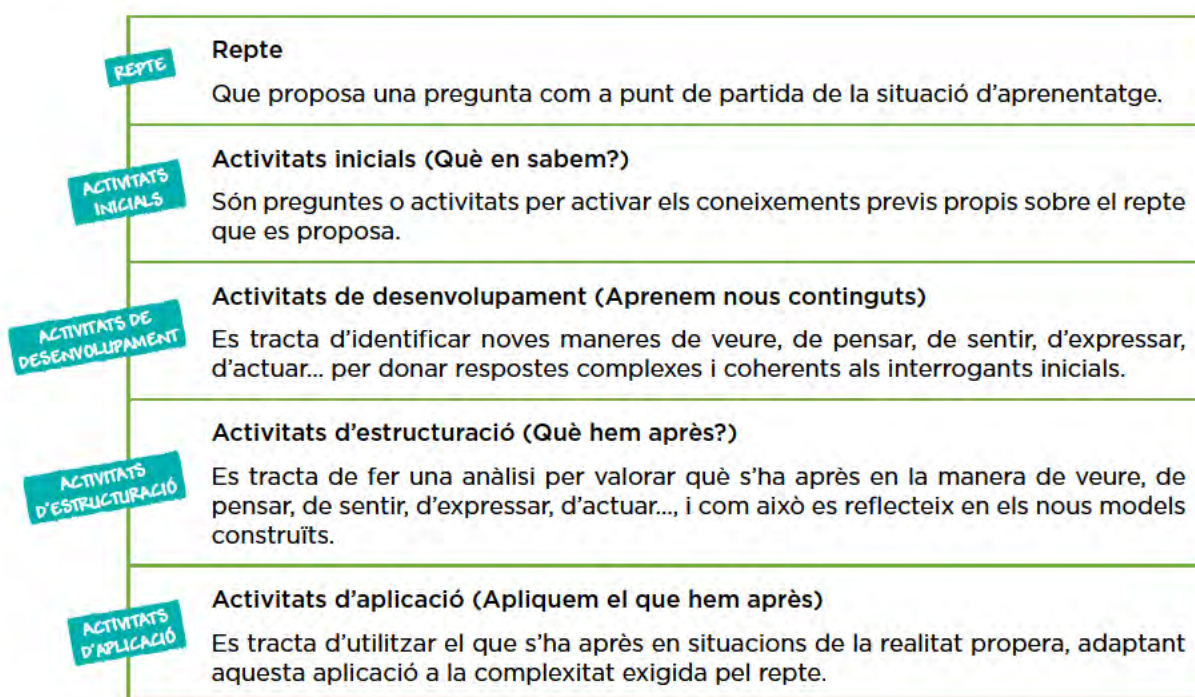 REPTE
Repte
Que proposa una pregunta com a punt de partida de la situació d'aprenentatge.
ACTIVITATS
INICIALS
Activitats inicials (Què en sabem?)
Són preguntes o activitats per activar els coneixements previs propis sobre el repte
que es proposa.
ACTIVITATS DE
DESENVOLUPAMENT
Activitats de desenvolupament (Aprenem nous continguts)
Es tracta d'identificar noves maneres de veure, de pensar, de sentir, d'expressar,
d'actuar... per donar respostes complexes i coherents als interrogants inicials.
ACTIVITATS
D'ESTRUCTURACIÓ
Activitats d'estructuració (Què hem après?)
Es tracta de fer una anàlisi per valorar què s'ha après en la manera de veure, de
pensar, de sentir, d'expressar, d'actuar..., i com això es reflecteix en els nous models
construïts.
ACTIVITATS
D'APLICACIÓ
Activitats d'aplicació (Apliquem el que hem après)
Es tracta d'utilitzar el que s'ha après en situacions de la realitat propera, adaptant
aquesta aplicació a la complexitat exigida pel repte.